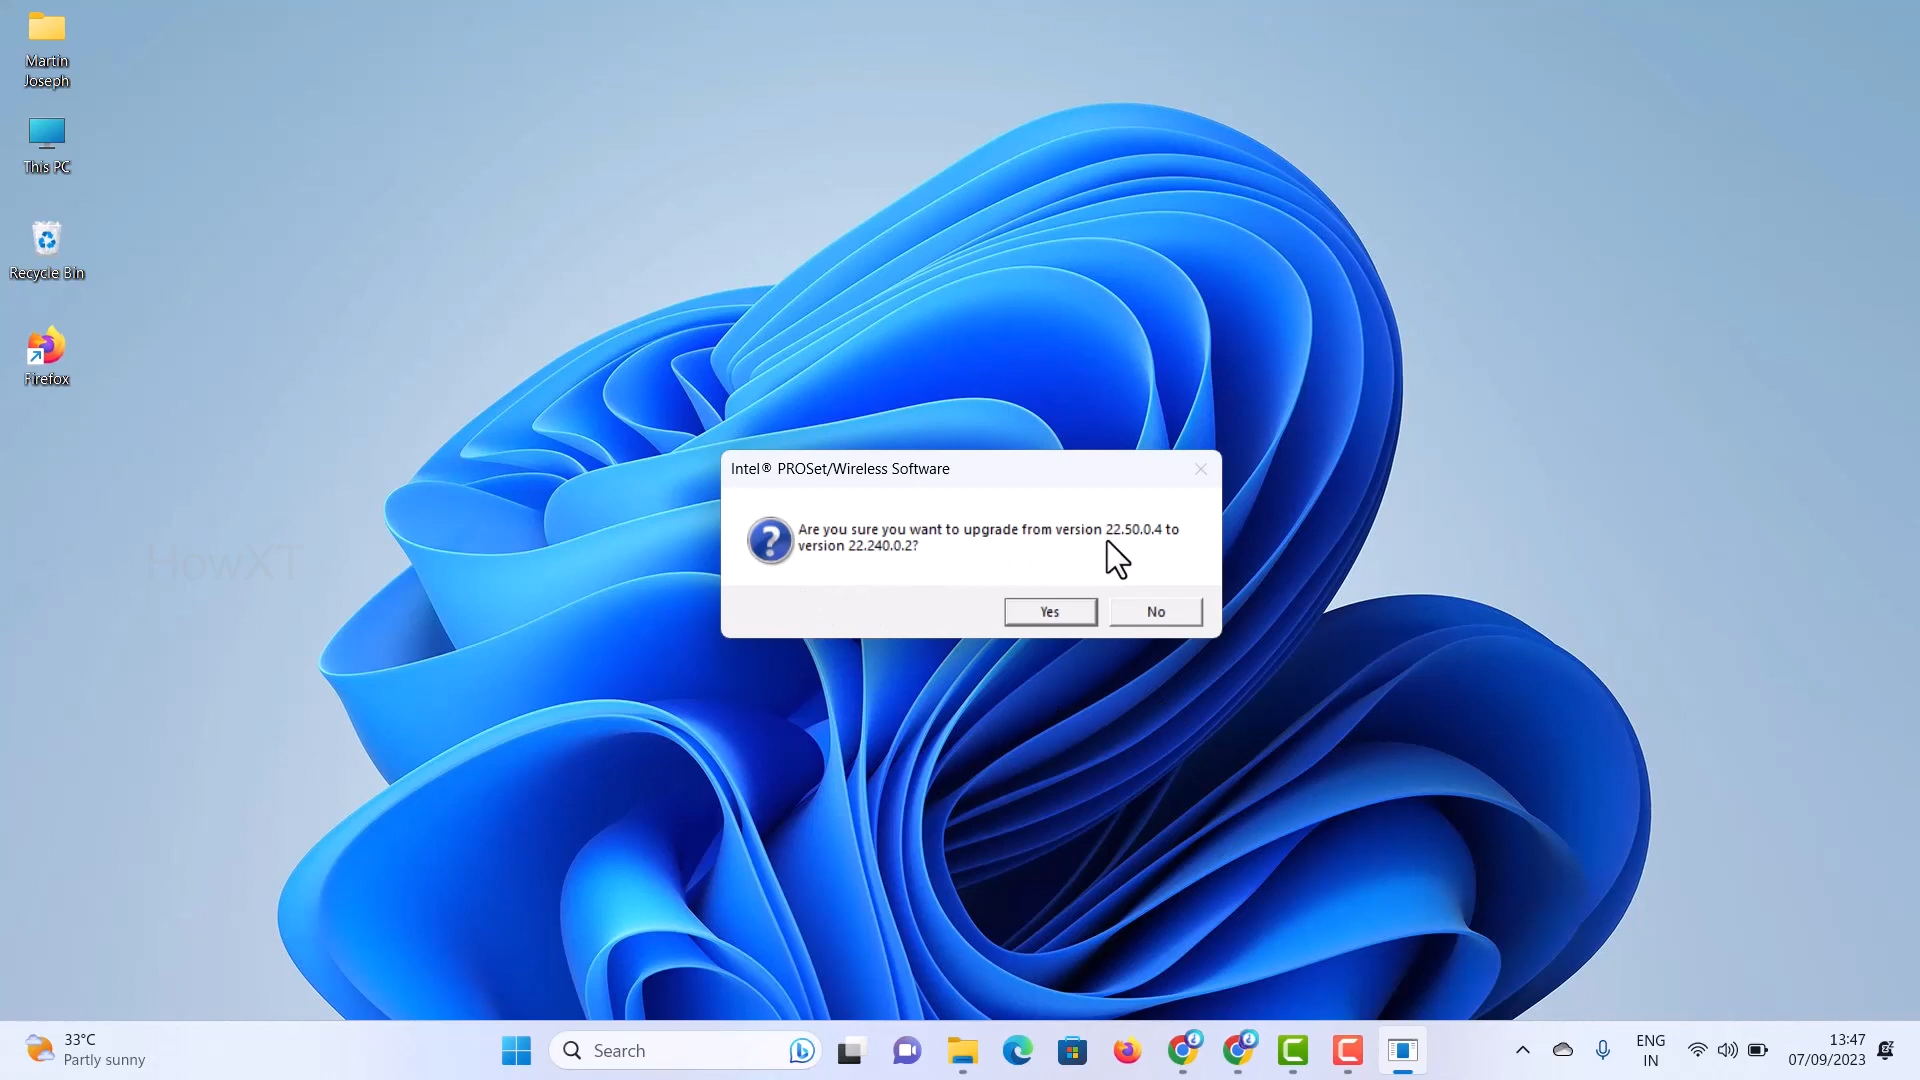 Martin
Joseph
This PC
Recycle Bin
Firefox
HowXT
Intel® PROSet/Wireless Software
Are you sure you want to upgrade from version 22.50.0.4 to
version 22.240.0.2?
Yes
No
33°C
Partly sunny
Search
ENG
IN
13:47
07/09/2023